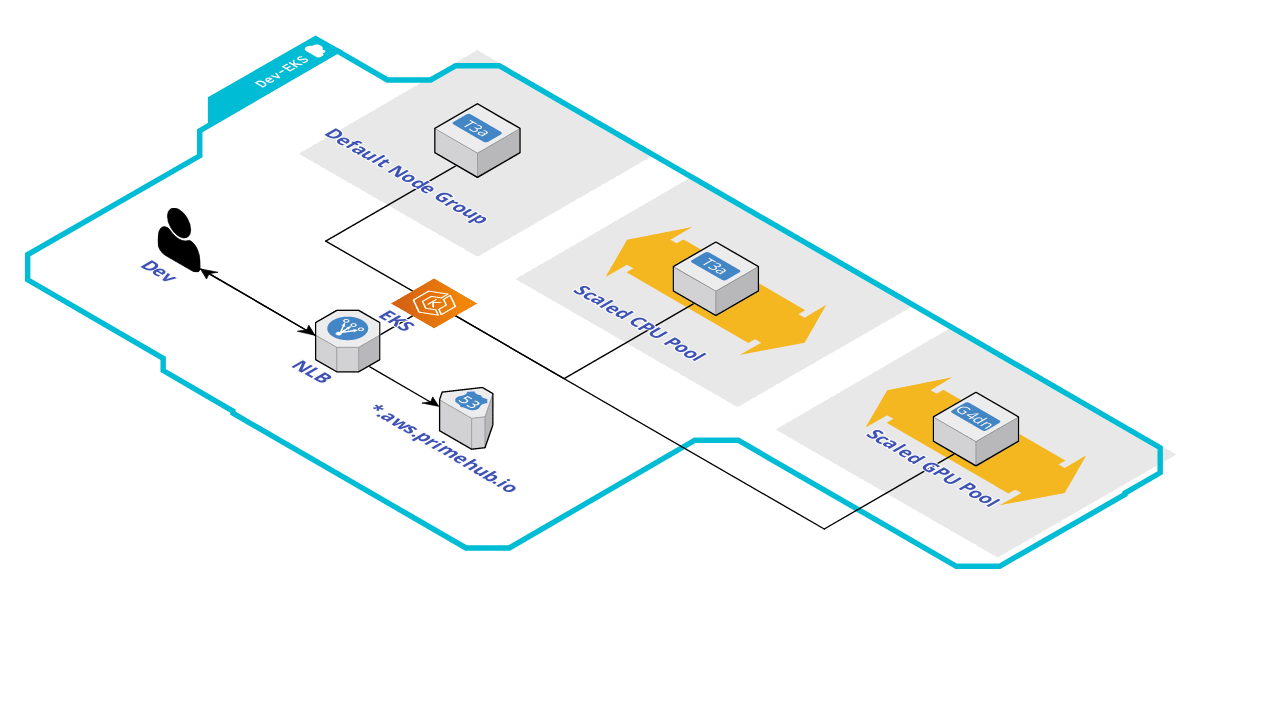 Dev-EKS
T3a
Default Node Group
T3a
Scaled CPU Pool
G4dn
Scaled GPU Pool
Dev
K
EKS
NLB
53
*.aws.primehub.io